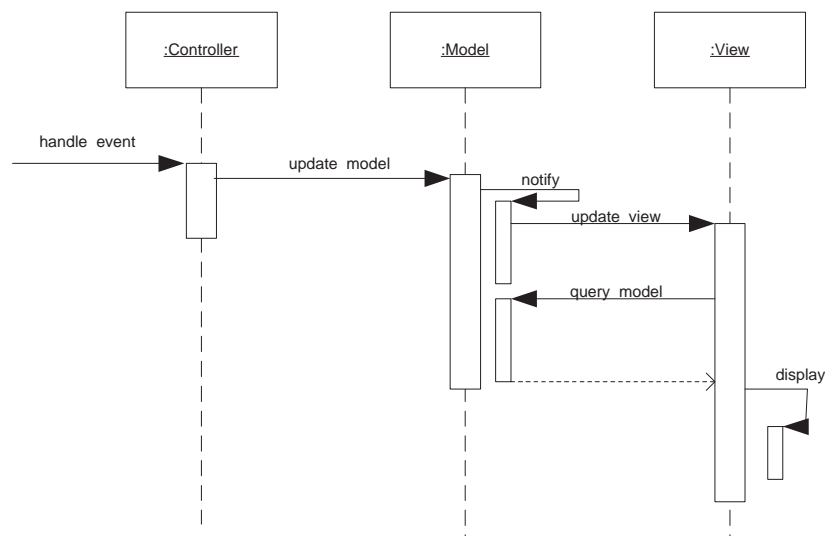 :Controller
:Model
:View
handle event
update model
notify
update view
query model
display